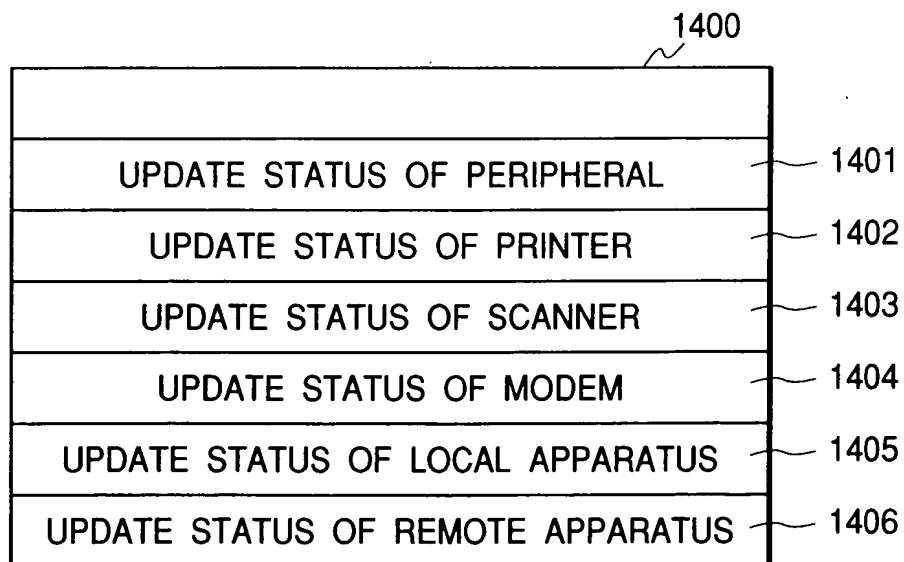 1400
UPDATE STATUS OF PERIPHERAL 1401
UPDATE STATUS OF PRINTER 1402
UPDATE STATUS OF SCANNER 1403
UPDATE STATUS OF MODEM 1404
UPDATE STATUS OF LOCAL APPARATUS 1405
UPDATE STATUS OF REMOTE APPARATUS 1406